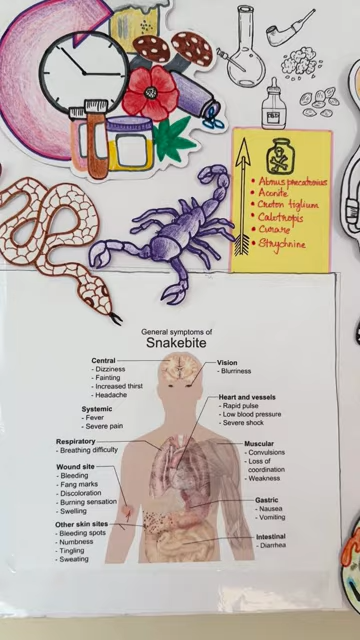 Abrus precatorius
Aconite
Croton tiglium
Calotropis
Curare
Strychnine
General symptoms of
Snakebite
Central
- Dizziness
- Fainting
- Increased thirst
- Headache
Vision
- Blurriness
Systemic
- Fever
- Severe pain
Heart and vessels
- Rapid pulse
- Low blood pressure
- Severe shock
Respiratory
- Breathing difficulty
Muscular
- Convulsions
- Loss of
coordination
- Weakness
Wound site
- Bleeding
- Fang marks
- Discoloration
- Burning sensation
- Swelling
Gastric
- Nausea
- Vomiting
Other skin sites
- Bleeding spots
- Numbness
- Tingling
- Sweating
Intestinal
- Diarrhea